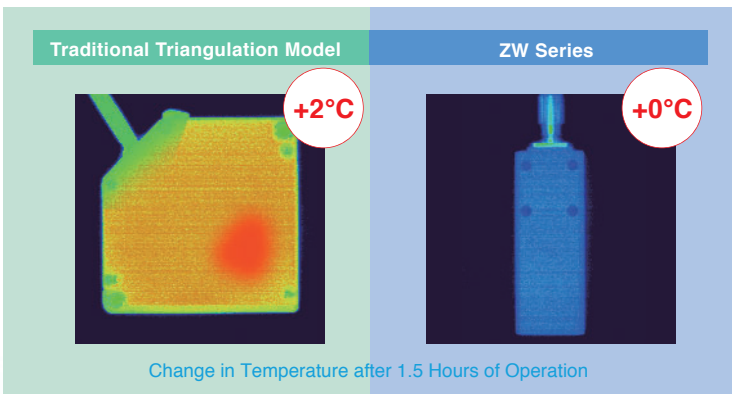 Traditional Triangulation Model
ZW Series
+2°C
+0°C
Change in Temperature after 1.5 Hours of Operation